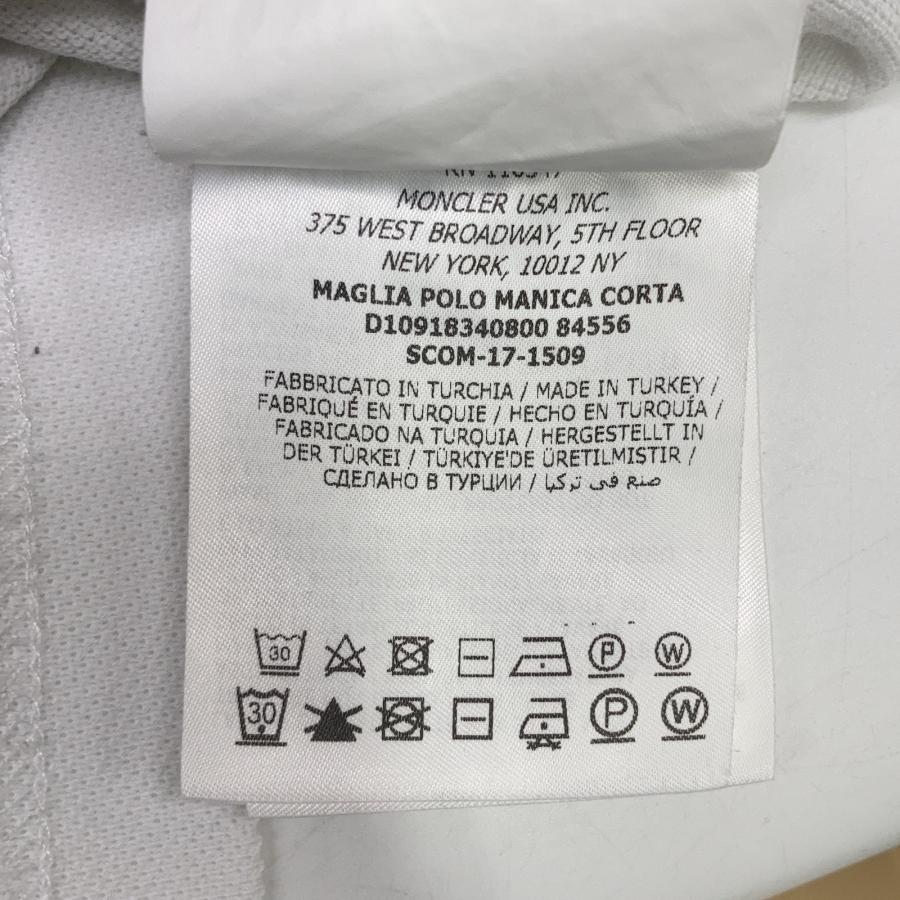 MONCLER USA INC.
375 WEST BROADWAY, 5TH FLOOR
NEW YORK, 10012 NY
MAGLIA POLO MANICA CORTA
D10918340800 84556
SCOM-17-1509
FABBRICATO IN TURCHIA / MADE IN TURKEY /
FABRIQUÉ EN TURQUIE / HECHO EN TURQUÍA /
FABRICADO NA TURQUIA / HERGESTELLT IN
DER TÜRKEI / TÜRKIYE'DE ÜRETILMISTIR /
СДЕЛАНО В ТУРЦИИ / صنع في تركيا
30 P W
30 P W